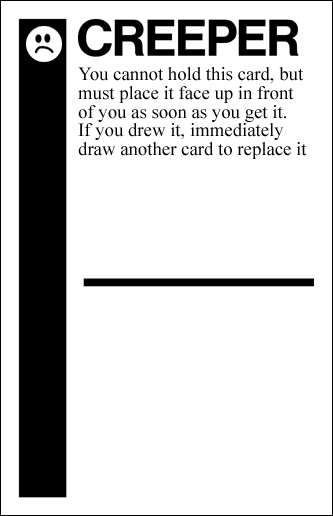 CREEPER
You cannot hold this card, but
must place it face up in front
of you as soon as you get it.
If you drew it, immediately
draw another card to replace it